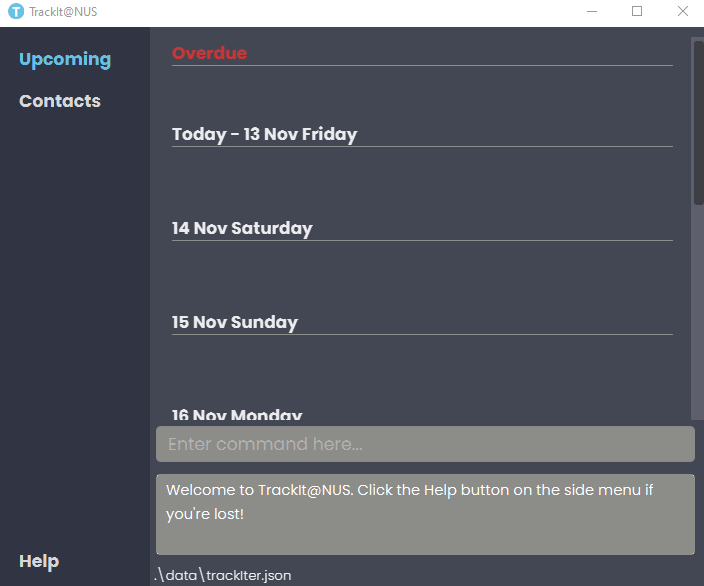 T TrackIt@NUS
Upcoming
Contacts
Overdue
Today - 13 Nov Friday
14 Nov Saturday
15 Nov Sunday
16 Nov Monday
Enter command here...
Welcome to TrackIt@NUS. Click the Help button on the side menu if
you're lost!
Help
.\data\trackIter.json